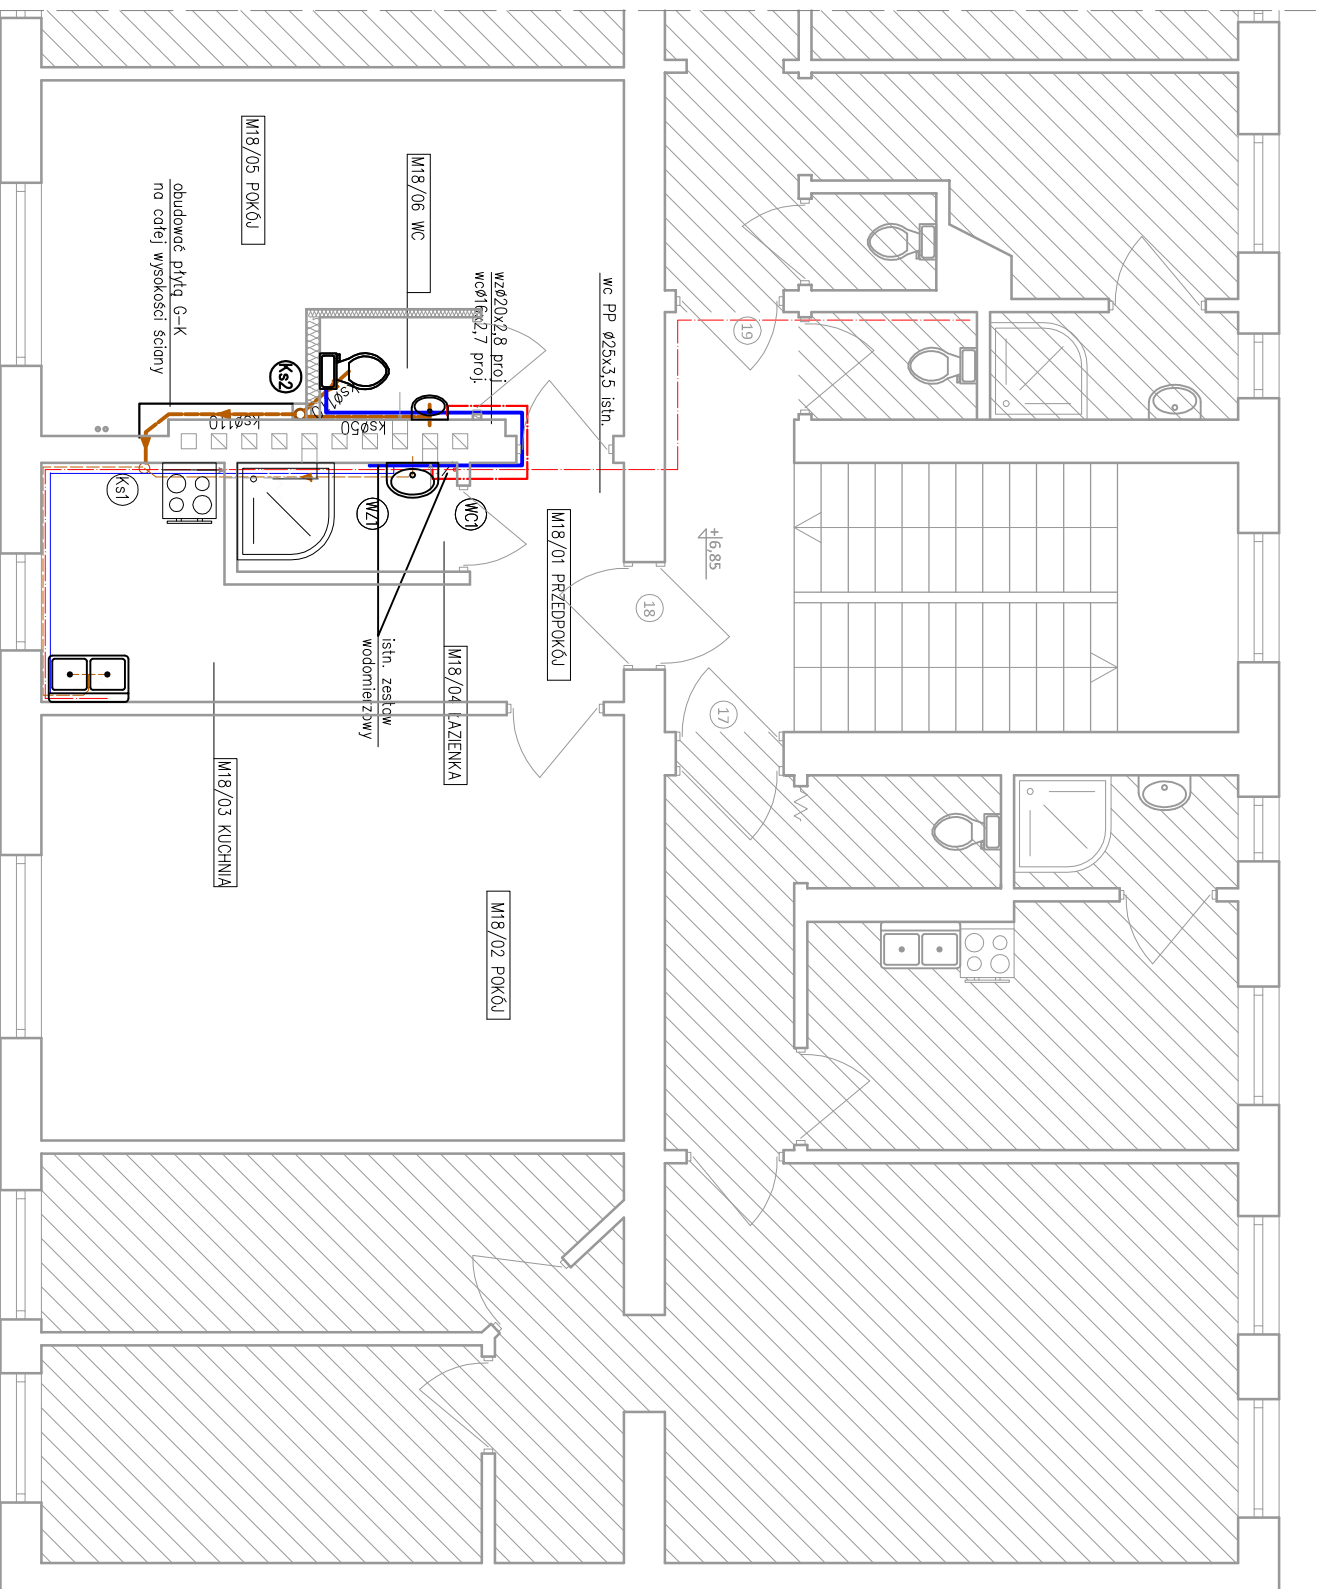 M18/05 POKÓJ
M18/06 WC
obudować płytą G-K
na całej wysokości ściany
wzø20x2,8 proj.
wcø16x2,7 proj.
wc PP ø25x3,5 istn.
19
Ks2
ksø110
ksø110
ksø50
Ks1
WZ1
WC1
M18/01 PRZEDPOKÓJ
+6,85
18
17
istn. zestaw
wodomierzowy
M18/04 ŁAZIENKA
M18/03 KUCHNIA
M18/02 POKÓJ